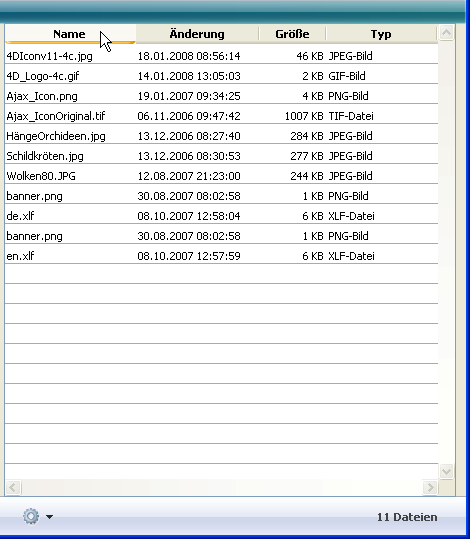 Name Änderung Größe Typ
4DIconv11-4c.jpg 18.01.2008 08:56:14 46 KB JPEG-Bild
4D_Logo-4c.gif 14.01.2008 13:05:03 2 KB GIF-Bild
Ajax_Icon.png 19.01.2007 09:34:25 4 KB PNG-Bild
Ajax_IconOriginal.tif 06.11.2006 09:47:42 1007 KB TIF-Datei
HängeOrchideen.jpg 13.12.2006 08:27:40 284 KB JPEG-Bild
Schildkröten.jpg 13.12.2006 08:30:53 277 KB JPEG-Bild
Wolken80.JPG 12.08.2007 21:23:00 244 KB JPEG-Bild
banner.png 30.08.2007 08:02:58 1 KB PNG-Bild
de.xlf 08.10.2007 12:58:04 6 KB XLF-Datei
banner.png 30.08.2007 08:02:58 1 KB PNG-Bild
en.xlf 08.10.2007 12:57:59 6 KB XLF-Datei
11 Dateien